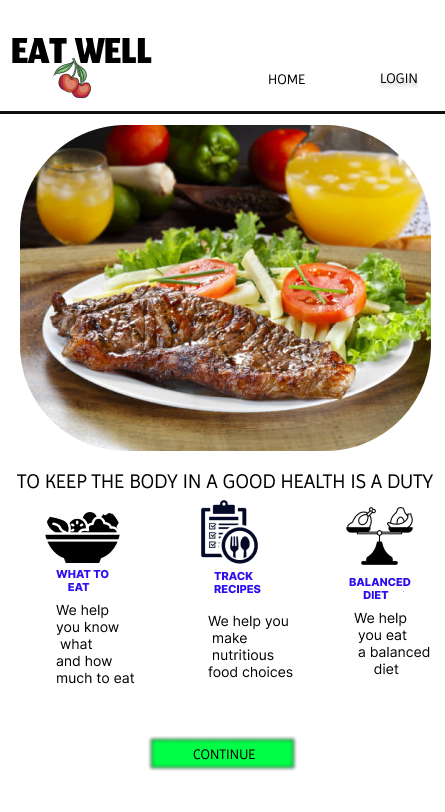 EAT WELL
HOME
LOGIN
TO KEEP THE BODY IN A GOOD HEALTH IS A DUTY
WHAT TO
EAT
We help
you know
what
and how
much to eat
TRACK
RECIPES
We help you
make
nutritious
food choices
BALANCED
DIET
We help
you eat
a balanced
diet
CONTINUE